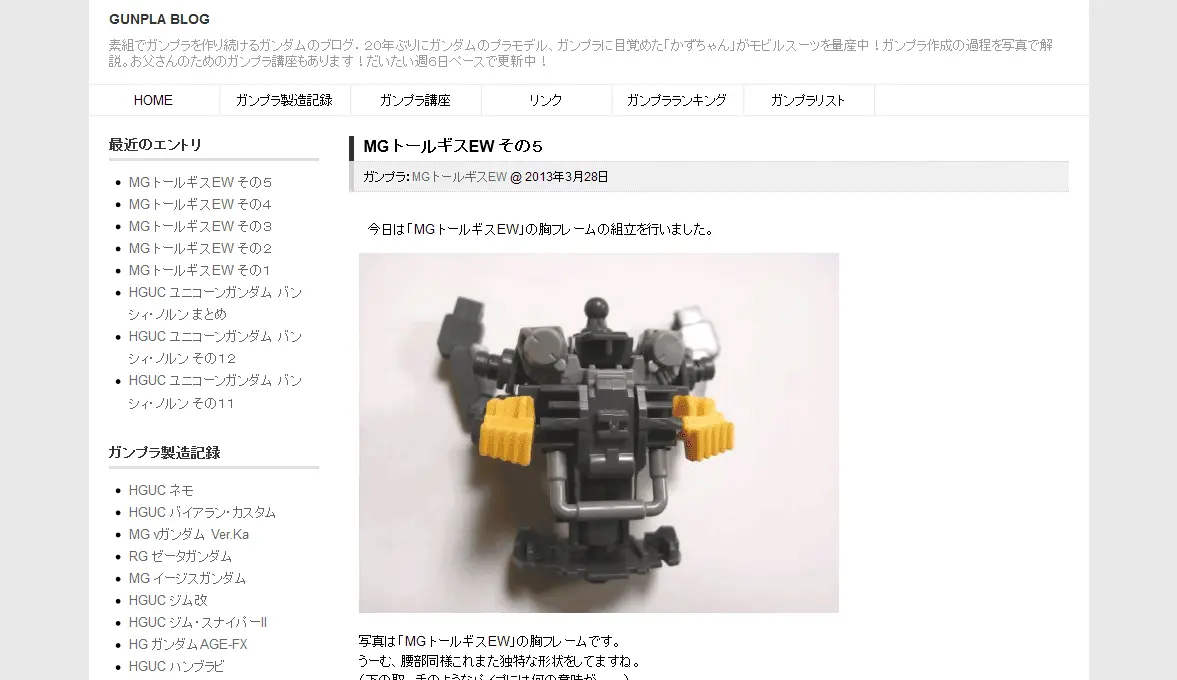 GUNPLA BLOG
素組でガンプラを作り続けるガンダムのブログ. 20年ぶりにガンダムのプラモデル、ガンプラに目覚めた「かずちゃん」がモビルスーツを量産中！ガンプラ作成の過程を写真で解
説。お父さんのためのガンプラ講座もあります！だいたい週6日ペースで更新中！
HOME ガンプラ製造記録 ガンプラ講座 リンク ガンプラランキング ガンプラリスト
最近のエントリ
MGトールギスEW その５
MGトールギスEW その４
MGトールギスEW その３
MGトールギスEW その２
MGトールギスEW その１
HGUC ユニコーンガンダム バン
シィ・ノルン まとめ
HGUC ユニコーンガンダム バン
シィ・ノルン その１２
HGUC ユニコーンガンダム バン
シィ・ノルン その１１
ガンプラ製造記録
HGUC ネモ
HGUC バイアラン・カスタム
MG νガンダム Ver.Ka
RG ゼータガンダム
MG イージスガンダム
HGUC ジム改
HGUC ジム・スナイパーII
HG ガンダムAGE-FX
HGUC ハンブラビ
MGトールギスEW その５
ガンプラ：MGトールギスEW @ 2013年3月28日
今日は「MGトールギスEW」の胸フレームの組立を行いました。
写真は「MGトールギスEW」の胸フレームです。
うーむ、腰部同様これまた独特な形状をしてますね。